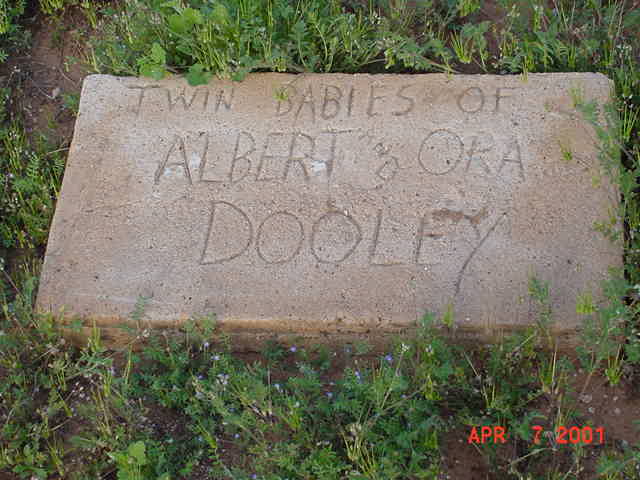 TWIN BABIES OF
ALBERT & ORA
DOOLEY
APR 7 2001